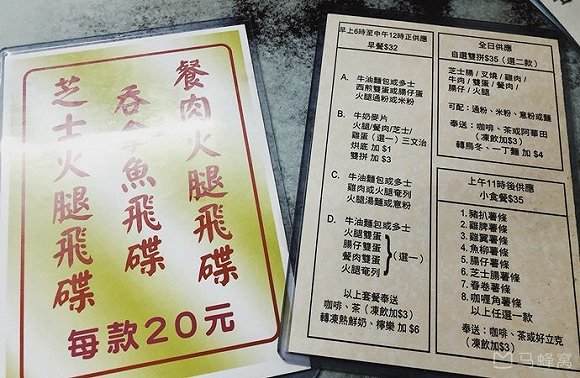 餐肉火腿飛碟
吞拿魚飛碟
芝士火腿飛碟
每款20元
早上6時至中午12時正供應
早餐$32
A. 牛油麵包或多士
西煎雙蛋或腸仔蛋
火腿通粉或米粉
B. 牛奶麥片
火腿/餐肉/芝士/
雞蛋(選一)三文治
烘底 加 $1
雙拼 加 $3
C. 牛油麵包或多士
雞肉或火腿奄列
火腿湯麵或意粉
D. 牛油麵包或多士
火腿雙蛋
腸仔雙蛋
餐肉雙蛋
火腿奄列
(選一)
以上套餐奉送
咖啡、茶(凍飲加$3)
轉凍熱鮮奶、檸樂 加 $6
全日供應
自選雙拼$35(選二款)
芝士腸/叉燒/雞肉/
牛肉/雙蛋/餐肉/
腸仔/火腿
可配:通粉、米粉、意粉或麵
奉送:咖啡、茶或阿華田
(凍飲加$3)
轉烏冬、一丁麵 加 $4
上午11時後供應
小食餐$35
1. 豬扒薯條
2. 雞脾薯條
3. 雞翼薯條
4. 魚柳薯條
5. 腸仔薯條
6. 芝士腸薯條
7. 春卷薯條
8. 咖喱角薯條
以上任選一款
奉送:咖啡、茶或好立克
(凍飲加$3)
马蜂窝